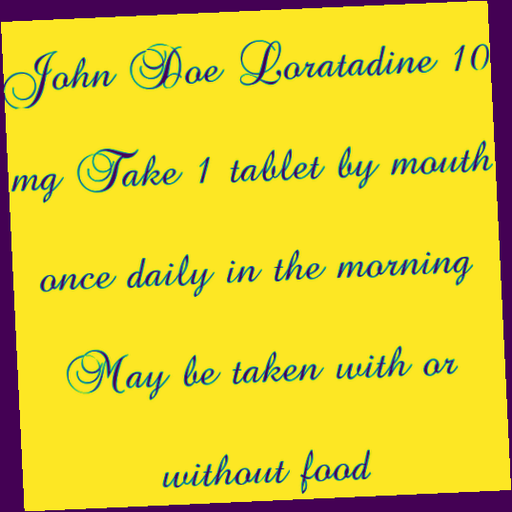 John Doe Loratadine 10
mg Take 1 tablet by mouth
once daily in the morning
May be taken with or
without food